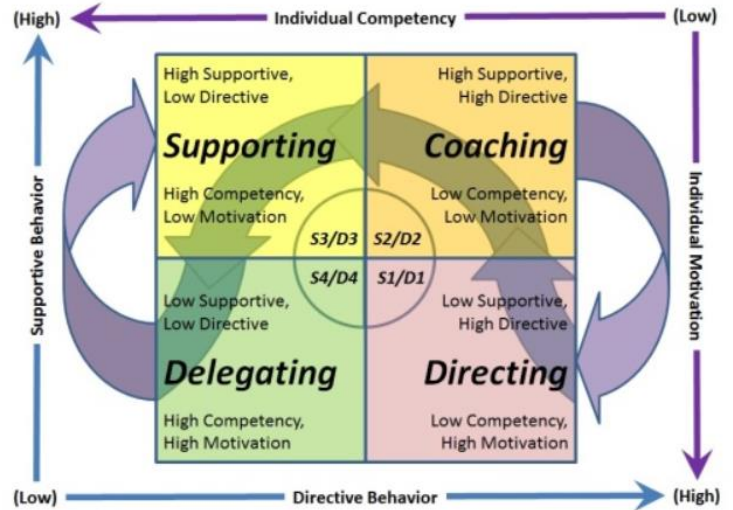 (High)
Individual Competency
(Low)
High Supportive,
Low Directive
Supporting
High Competency,
Low Motivation
S3/D3
High Supportive,
High Directive
Coaching
Low Competency,
Low Motivation
S2/D2
Supportive Behavior
Individual Motivation
S4/D4
Low Supportive,
Low Directive
Delegating
High Competency,
High Motivation
S1/D1
Low Supportive,
High Directive
Directing
Low Competency,
High Motivation
(Low)
Directive Behavior
(High)